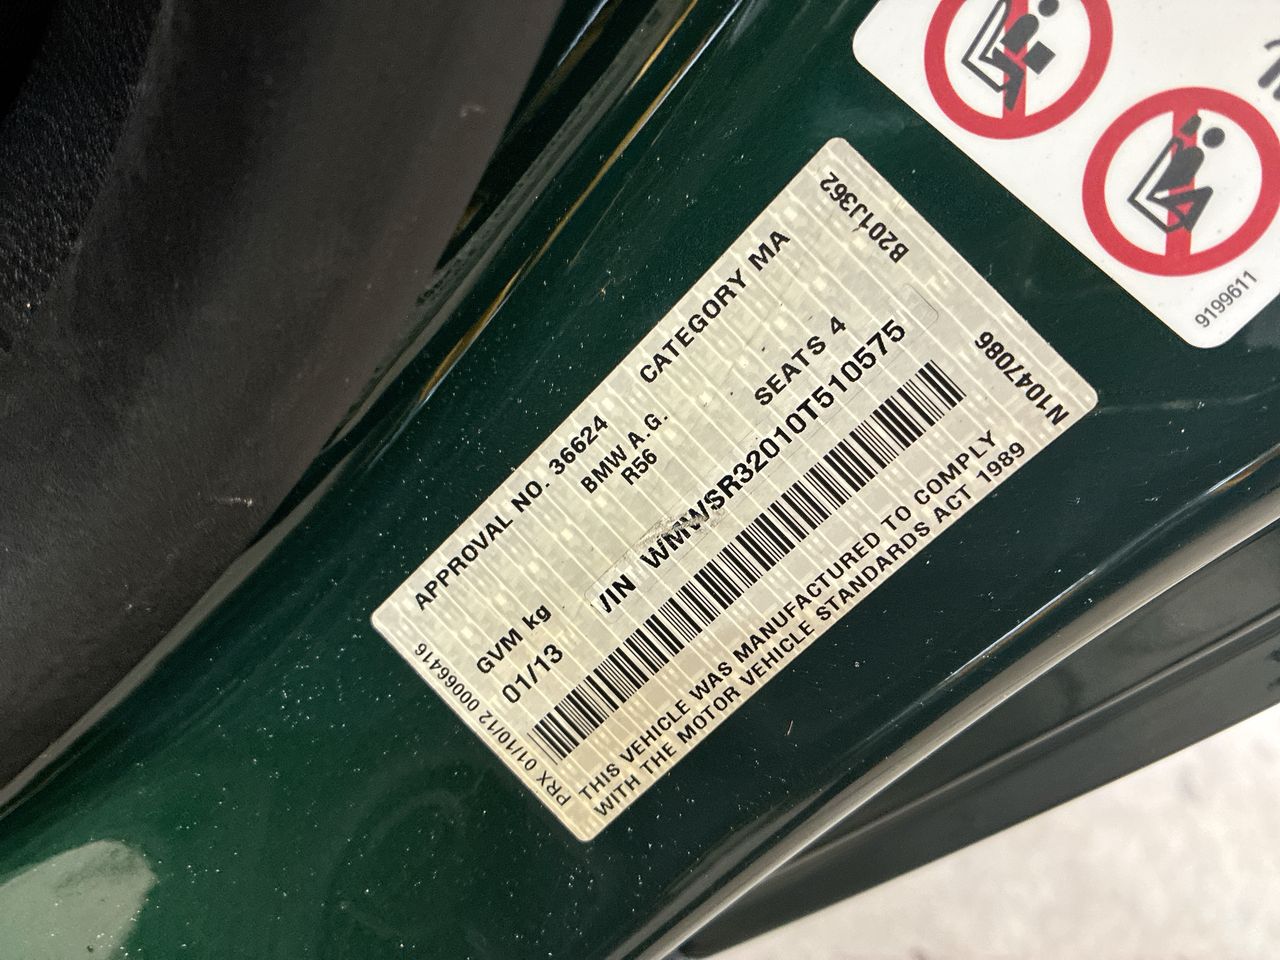 APPROVAL NO. 36624 CATEGORY MA
BMW A.G.
R56
GVM kg SEATS 4
01/13
VIN WMWSR32010T510575
THIS VEHICLE WAS MANUFACTURED TO COMPLY
WITH THE MOTOR VEHICLE STANDARDS ACT 1989
PRX 01/10/12 00066416
B201J362
N1047086
9199611